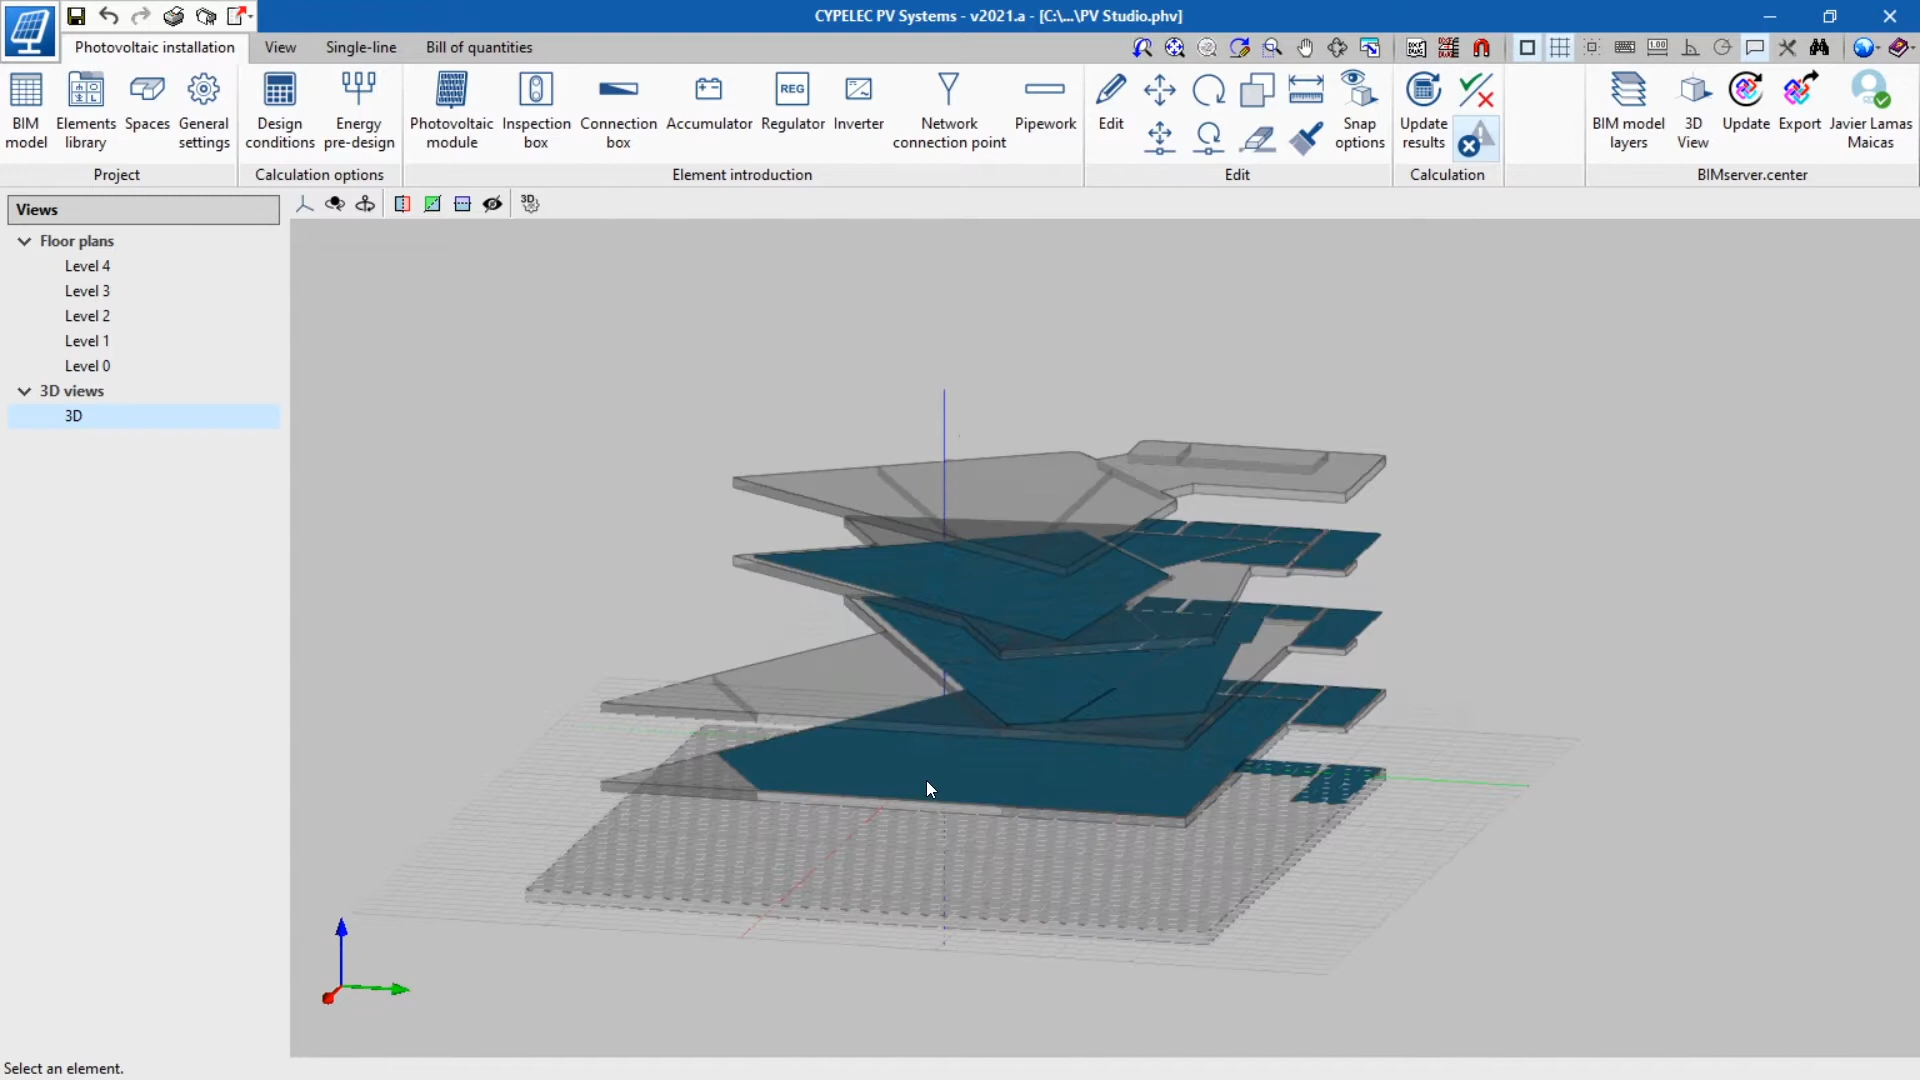 CYPELEC PV Systems - v2021.a - [C:\...\PV Studio.phv]
Photovoltaic installation
View
Single-line
Bill of quantities
BIM model
Elements library
Spaces
General settings
Design conditions
Energy pre-design
Photovoltaic module
Inspection box
Connection box
Accumulator
REG
Regulator
Inverter
Network connection point
Pipework
Edit
Snap options
Update results
BIM model layers
3D View
Update
Export
Javier Lamas Maicas
Project
Calculation options
Element introduction
Edit
Calculation
BIMserver.center
Views
3D
Floor plans
Level 4
Level 3
Level 2
Level 1
Level 0
3D views
3D
Select an element.